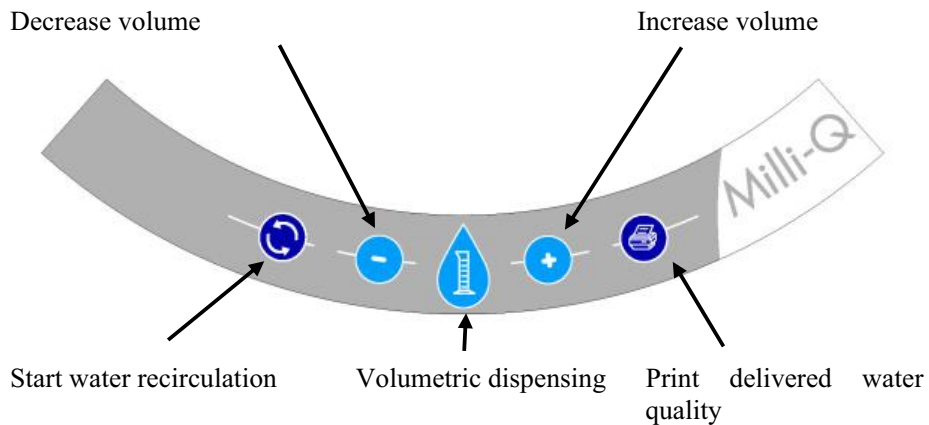 Decrease volume
Increase volume
Milli-Q
Start water recirculation
Volumetric dispensing
Print delivered water
quality